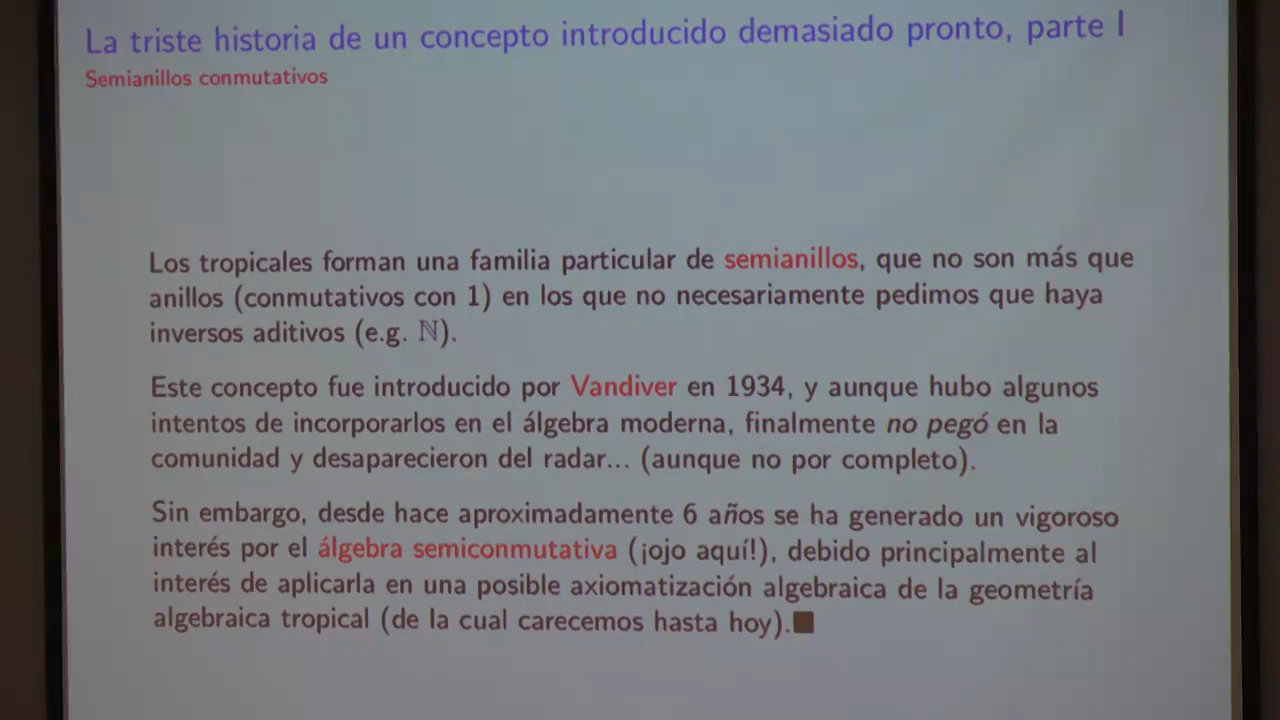 La triste historia de un concepto introducido demasiado pronto, parte I
Semianillos conmutativos
Los tropicales forman una familia particular de semianillos, que no son más que
anillos (conmutativos con 1) en los que no necesariamente pedimos que haya
inversos aditivos (e.g. ℕ).
Este concepto fue introducido por Vandiver en 1934, y aunque hubo algunos
intentos de incorporarlos en el álgebra moderna, finalmente no pegó en la
comunidad y desaparecieron del radar... (aunque no por completo).
Sin embargo, desde hace aproximadamente 6 años se ha generado un vigoroso
interés por el álgebra semiconmutativa (¡ojo aquí!), debido principalmente al
interés de aplicarla en una posible axiomatización algebraica de la geometría
algebraica tropical (de la cual carecemos hasta hoy).■